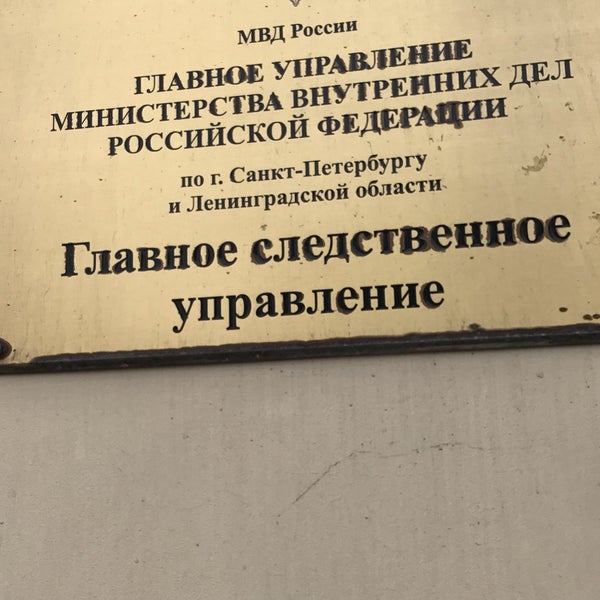 МВД России
ГЛАВНОЕ УПРАВЛЕНИЕ
МИНИСТЕРСТВА ВНУТРЕННИХ ДЕЛ
РОССИЙСКОЙ ФЕДЕРАЦИИ
по г. Санкт-Петербургу
и Ленинградской области
Главное следственное
управление